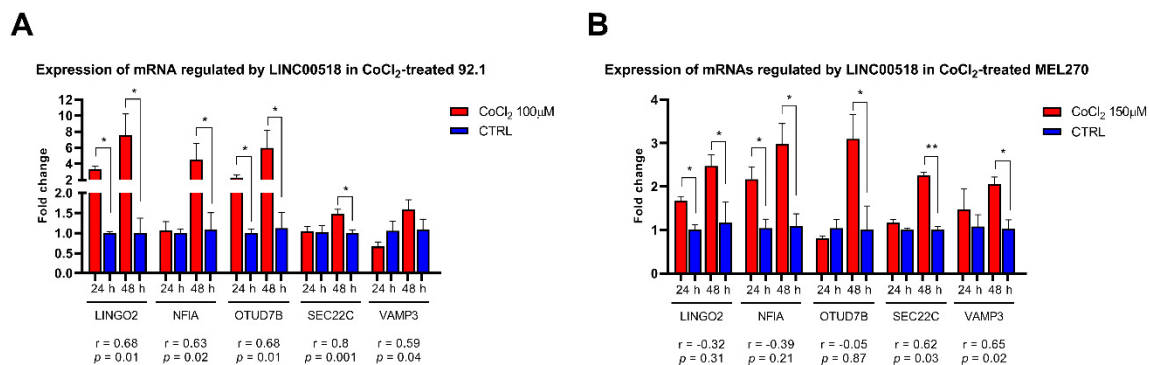 A
Expression of mRNA regulated by LINC00518 in CoCl₂-treated 92.1
Fold change
12
10
8
6
4
2
2.0
1.5
1.0
0.5
0.0
* * * * * *
CoCl₂ 100µM
CTRL
24 h 48 h 24 h 48 h 24 h 48 h 24 h 48 h 24 h 48 h
LINGO2 NFIA OTUD7B SEC22C VAMP3
r = 0.68 r = 0.63 r = 0.68 r = 0.8 r = 0.59
p = 0.01 p = 0.02 p = 0.01 p = 0.001 p = 0.04
B
Expression of mRNAs regulated by LINC00518 in CoCl₂-treated MEL270
Fold change
4
3
2
1
0
* * * * * ** *
CoCl₂ 150µM
CTRL
24 h 48 h 24 h 48 h 24 h 48 h 24 h 48 h 24 h 48 h
LINGO2 NFIA OTUD7B SEC22C VAMP3
r = -0.32 r = -0.39 r = -0.05 r = 0.62 r = 0.65
p = 0.31 p = 0.21 p = 0.87 p = 0.03 p = 0.02